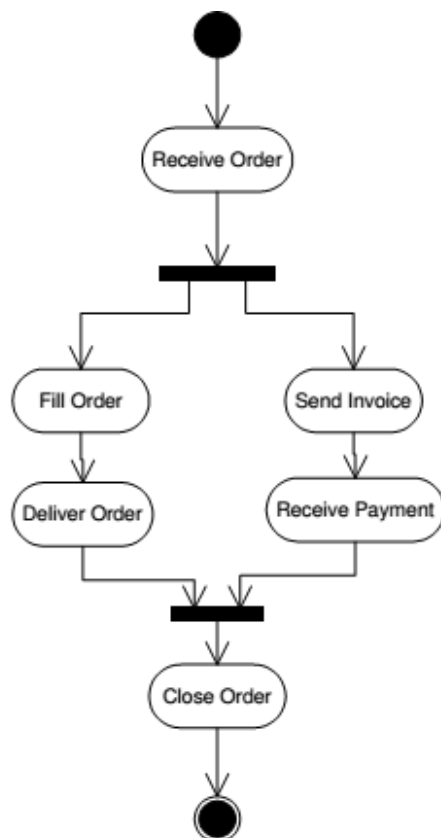 Receive Order
Fill Order
Send Invoice
Deliver Order
Receive Payment
Close Order